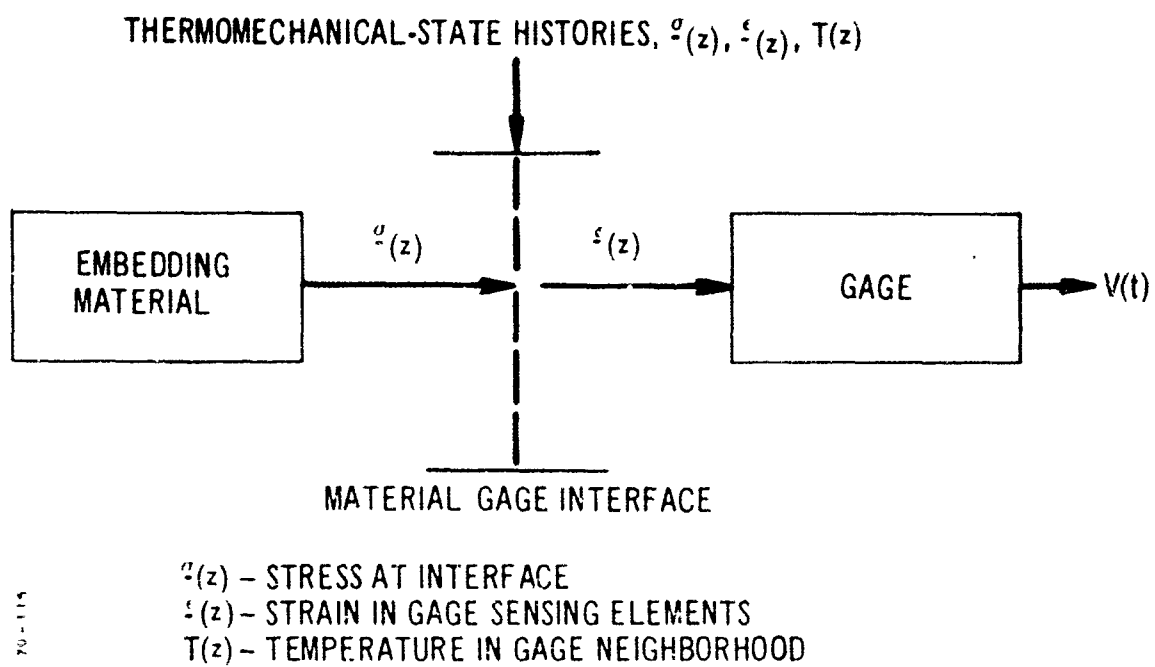 THERMOMECHANICAL-STATE HISTORIES, σ(z), ε(z), T(z)
σ(z)
ε(z)
EMBEDDING
MATERIAL
GAGE
V(t)
MATERIAL GAGE INTERFACE
σ(z) – STRESS AT INTERFACE
ε(z) – STRAIN IN GAGE SENSING ELEMENTS
T(z) – TEMPERATURE IN GAGE NEIGHBORHOOD